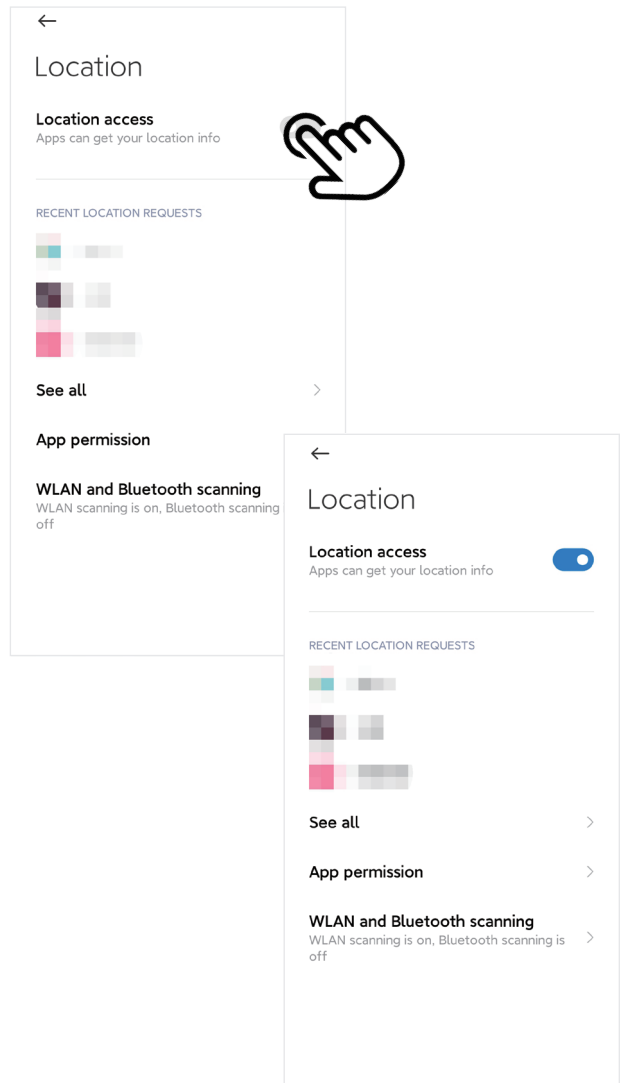 Location
Location access
Apps can get your location info
RECENT LOCATION REQUESTS
See all
App permission
WLAN and Bluetooth scanning
WLAN scanning is on, Bluetooth scanning
off
Location
Location access
Apps can get your location info
RECENT LOCATION REQUESTS
See all
App permission
WLAN and Bluetooth scanning
WLAN scanning is on, Bluetooth scanning is
off